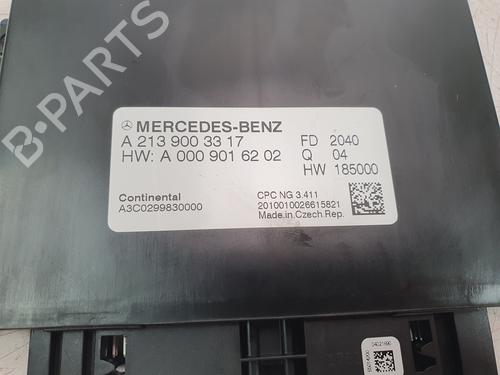 B-PARTS
MERCEDES-BENZ
A 213 900 33 17 FD 2040
HW: A 000 901 62 02 Q 04
HW 185000
Continental CPC NG 3.411
A3C0299830000 2010010026615821
Made in Czech.Rep.
04021490